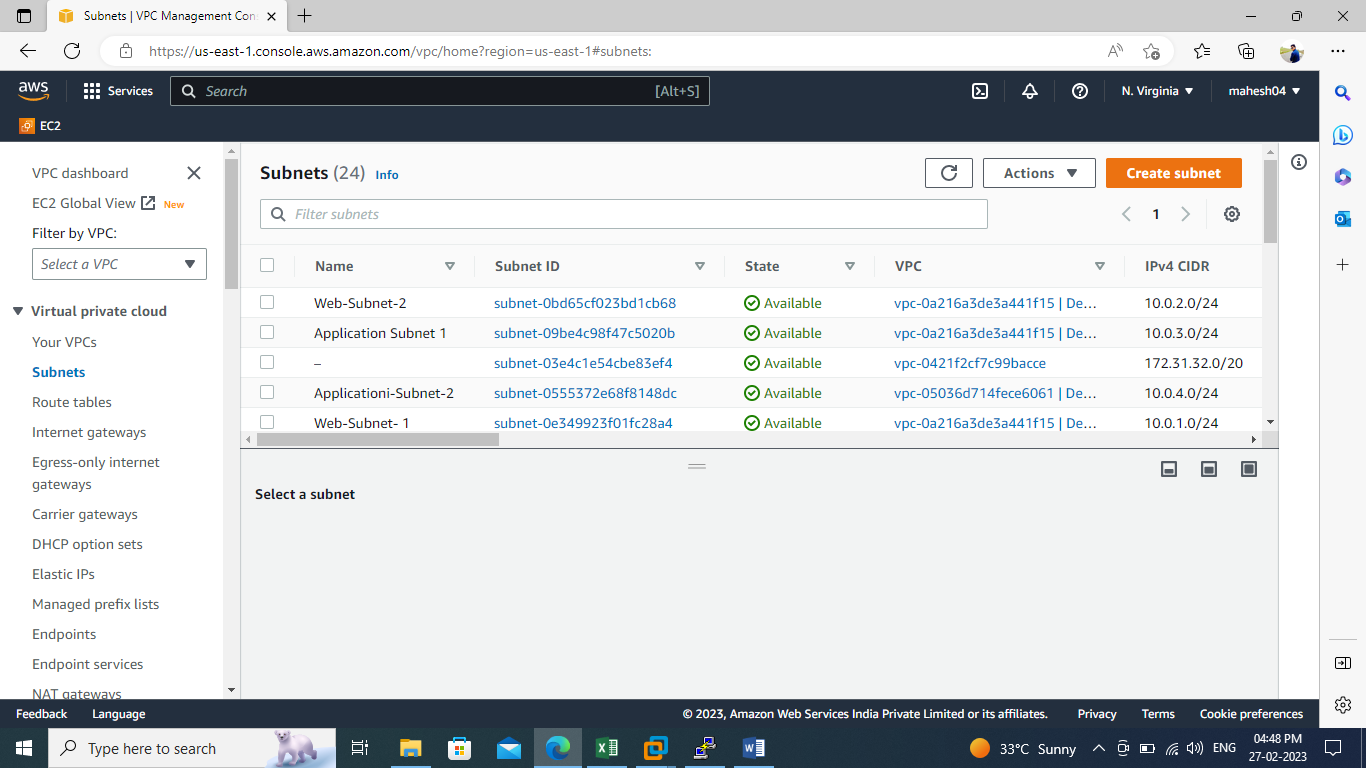 Subnets | VPC Management Con
https://us-east-1.console.aws.amazon.com/vpc/home?region=us-east-1#subnets:
aws
Services
Search
[Alt+S]
N. Virginia
mahesh04
EC2
VPC dashboard
EC2 Global View New
Filter by VPC:
Select a VPC
Virtual private cloud
Your VPCs
Subnets
Route tables
Internet gateways
Egress-only internet
gateways
Carrier gateways
DHCP option sets
Elastic IPs
Managed prefix lists
Endpoints
Endpoint services
NAT gateways
Subnets (24) Info
Actions
Create subnet
Filter subnets
1
Name Subnet ID State VPC IPv4 CIDR
Web-Subnet-2 subnet-0bd65cf023bd1cb68 Available vpc-0a216a3de3a441f15 | De... 10.0.2.0/24
Application Subnet 1 subnet-09be4c98f47c5020b Available vpc-0a216a3de3a441f15 | De... 10.0.3.0/24
– subnet-03e4c1e54cbe83ef4 Available vpc-0421f2cf7c99bacce 172.31.32.0/20
Applicationi-Subnet-2 subnet-0555372e68f8148dc Available vpc-05036d714fece6061 | De... 10.0.4.0/24
Web-Subnet- 1 subnet-0e349923f01fc28a4 Available vpc-0a216a3de3a441f15 | De... 10.0.1.0/24
Select a subnet
Feedback Language
© 2023, Amazon Web Services India Private Limited or its affiliates. Privacy Terms Cookie preferences
Type here to search
33°C Sunny
ENG
04:48 PM
27-02-2023